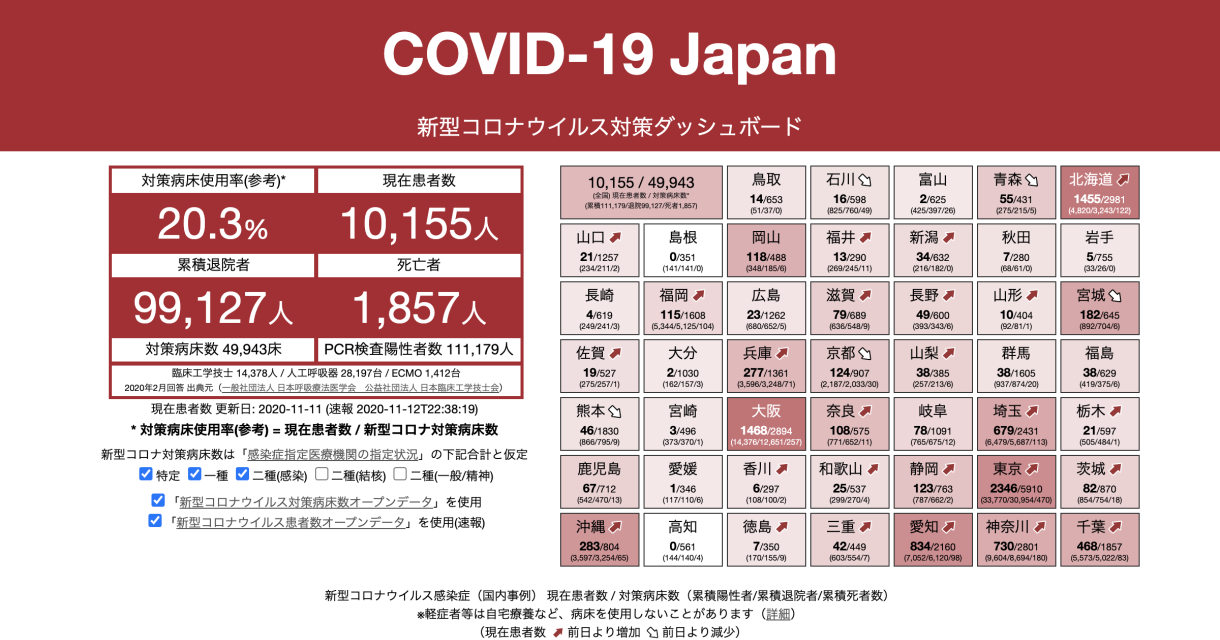 COVID-19 Japan
新型コロナウイルス対策ダッシュボード
対策病床使用率(参考)*
現在患者数
20.3%
10,155人
累積退院者
死亡者
99,127人
1,857人
対策病床数 49,943床
PCR検査陽性者数 111,179人
臨床工学技士 14,378人 / 人工呼吸器 28,197台 / ECMO 1,412台
2020年2月回答 出典元（一般社団法人 日本呼吸療法医学会　公益社団法人 日本臨床工学技士会）
現在患者数 更新日: 2020-11-11 (速報 2020-11-12T22:38:19)
* 対策病床使用率(参考) = 現在患者数 / 新型コロナ対策病床数
新型コロナ対策病床数は「感染症指定医療機関の指定状況」の下記合計と仮定
特定 一種 二種(感染) 二種(結核) 二種(一般/精神)
「新型コロナウイルス対策病床数オープンデータ」を使用
「新型コロナウイルス患者数オープンデータ」を使用(速報)
10,155 / 49,943
(全国) 現在患者数 / 対策病床数*
(累積111,179/退院99,127/死者1,857)
鳥取
14/653
(51/37/0)
石川
16/598
(825/760/49)
富山
2/625
(425/397/26)
青森
55/431
(275/215/5)
北海道
1455/2981
(4,820/3,243/122)
山口
21/1257
(234/211/2)
島根
0/351
(141/141/0)
岡山
118/488
(348/185/6)
福井
13/290
(269/245/11)
新潟
34/632
(216/182/0)
秋田
7/280
(68/61/0)
岩手
5/755
(33/26/0)
長崎
4/619
(249/241/3)
福岡
115/1608
(5,344/5,125/104)
広島
23/1262
(680/652/5)
滋賀
79/689
(636/548/9)
長野
49/600
(393/343/6)
山形
10/404
(92/81/1)
宮城
182/645
(892/704/6)
佐賀
19/527
(275/257/1)
大分
2/1030
(162/157/3)
兵庫
277/1361
(3,596/3,248/71)
京都
124/907
(2,187/2,033/30)
山梨
38/385
(257/213/6)
群馬
38/1605
(937/874/20)
福島
38/629
(419/375/6)
熊本
46/1830
(866/795/9)
宮崎
3/496
(373/370/1)
大阪
1468/2894
(14,376/12,651/257)
奈良
108/575
(771/652/11)
岐阜
78/1091
(765/675/12)
埼玉
679/2431
(6,479/5,687/113)
栃木
21/597
(505/484/1)
鹿児島
67/712
(542/470/13)
愛媛
1/346
(117/110/6)
香川
6/297
(108/100/2)
和歌山
25/537
(299/270/4)
静岡
123/763
(787/662/2)
東京
2346/5910
(33,770/30,954/470)
茨城
82/870
(854/754/18)
沖縄
283/804
(3,597/3,254/65)
高知
0/561
(144/140/4)
徳島
7/350
(170/155/9)
三重
42/449
(603/554/7)
愛知
834/2160
(7,052/6,120/98)
神奈川
730/2801
(9,604/8,694/180)
千葉
468/1857
(5,573/5,022/83)
新型コロナウイルス感染症（国内事例） 現在患者数 / 対策病床数（累積陽性者/累積退院者/累積死者数）
※軽症者等は自宅療養など、病床を使用しないことがあります（詳細）
（現在患者数 前日より増加 前日より減少）